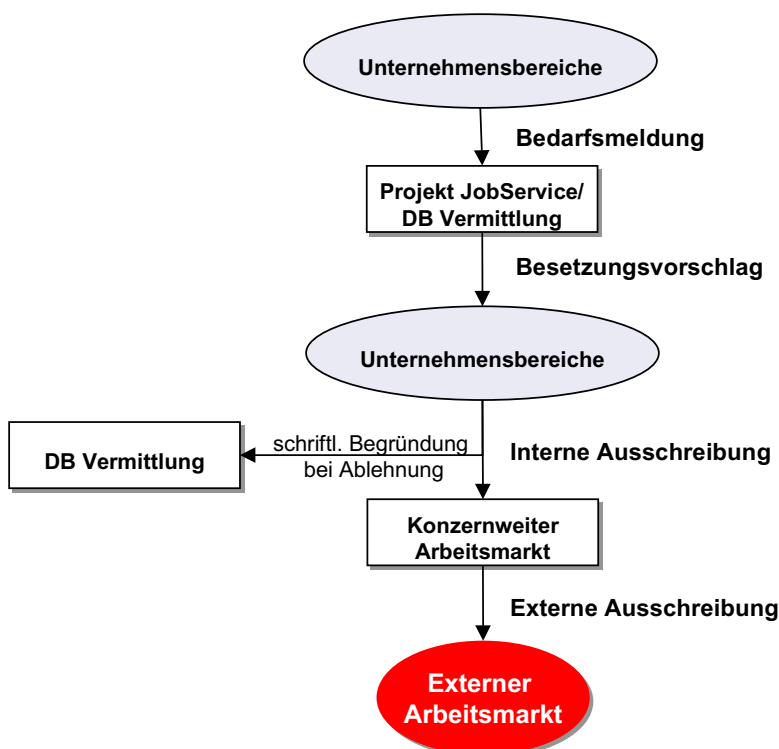 Unternehmensbereiche
Bedarfsmeldung
Projekt JobService/
DB Vermittlung
Besetzungsvorschlag
Unternehmensbereiche
DB Vermittlung
schriftl. Begründung
bei Ablehnung
Interne Ausschreibung
Konzernweiter
Arbeitsmarkt
Externe Ausschreibung
Externer
Arbeitsmarkt